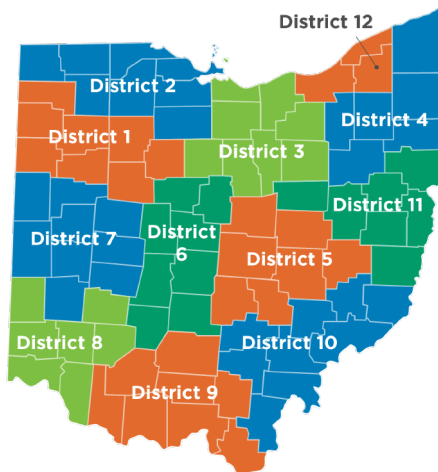 District 12
District 2
District 4
District 1
District 3
District 11
District
6
District 7
District 5
District 8
District 10
District 9